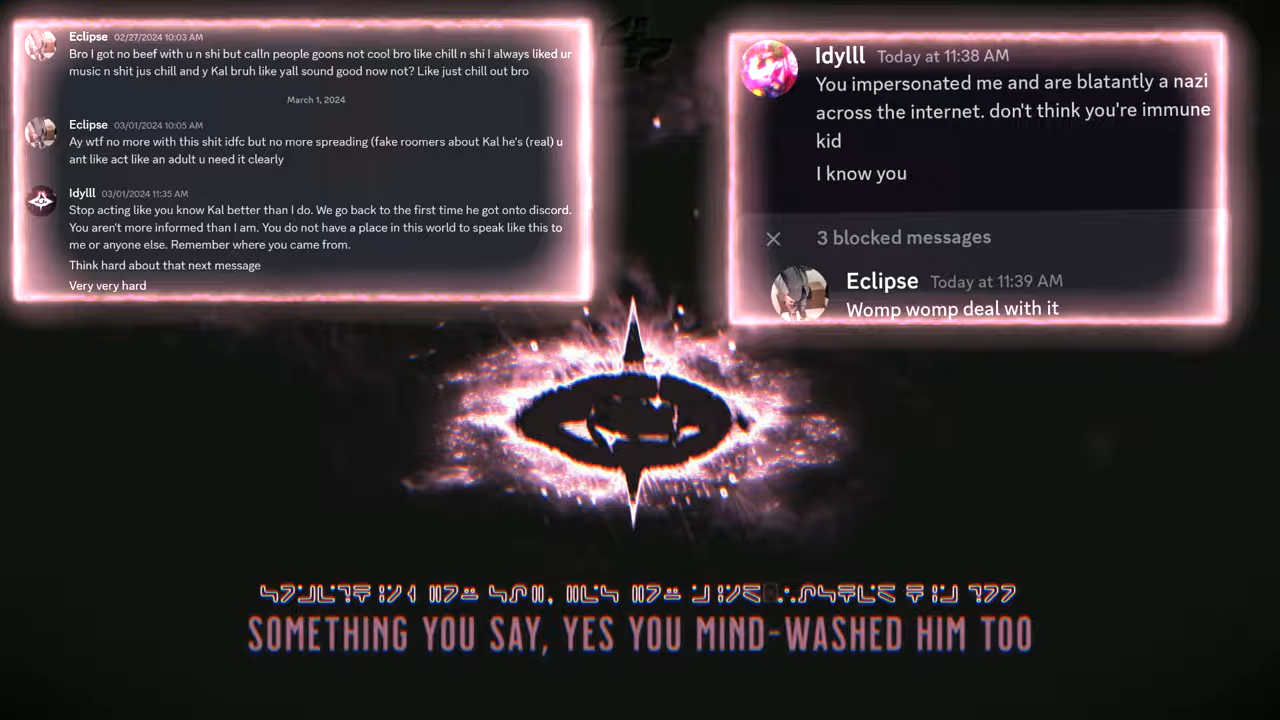 Eclipse 02/27/2024 10:03 AM
Bro I got no beef with u n shi but calln people goons not cool bro like chill n shi I always liked ur
music n shit jus chill and y Kal bruh like yall sound good now not? Like just chill out bro
March 1, 2024
Eclipse 03/01/2024 10:05 AM
Ay wtf no more with this shit idfc but no more spreading (fake roomers about Kal he's (real) u
ant like act like an adult u need it clearly
Idylll 03/01/2024 11:35 AM
Stop acting like you know Kal better than I do. We go back to the first time he got onto discord.
You aren't more informed than I am. You do not have a place in this world to speak like this to
me or anyone else. Remember where you came from.
Think hard about that next message
Very very hard
Idylll Today at 11:38 AM
You impersonated me and are blatantly a nazi
across the internet. don't think you're immune
kid
I know you
3 blocked messages
Eclipse Today at 11:39 AM
Womp womp deal with it
SOMETHING YOU SAY, YES YOU MIND-WASHED HIM TOO